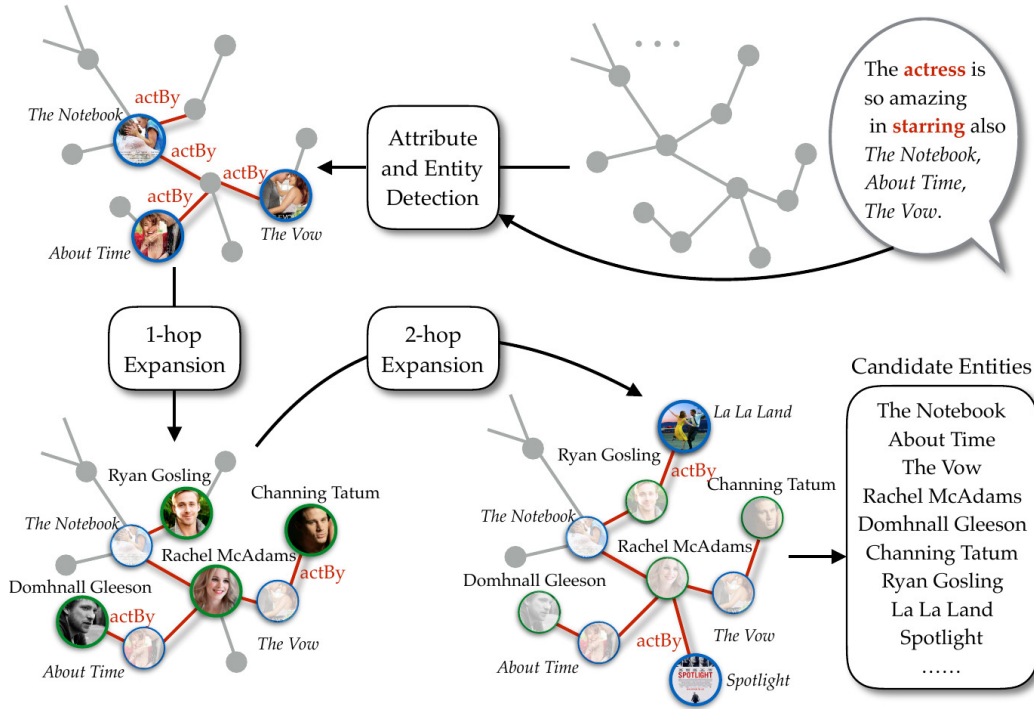 actBy
The Notebook
actBy
actBy
actBy
The Vow
About Time
Attribute
and Entity
Detection
The actress is
so amazing
in starring also
The Notebook,
About Time,
The Vow.
1-hop
Expansion
2-hop
Expansion
Ryan Gosling
Channing Tatum
The Notebook
Rachel McAdams
actBy
Domhnall Gleeson
actBy
The Vow
About Time
La La Land
Ryan Gosling
actBy
Channing Tatum
The Notebook
Rachel McAdams
Domhnall Gleeson
actBy
The Vow
About Time
SPOTLIGHT
Spotlight
Candidate Entities
The Notebook
About Time
The Vow
Rachel McAdams
Domhnall Gleeson
Channing Tatum
Ryan Gosling
La La Land
Spotlight
......